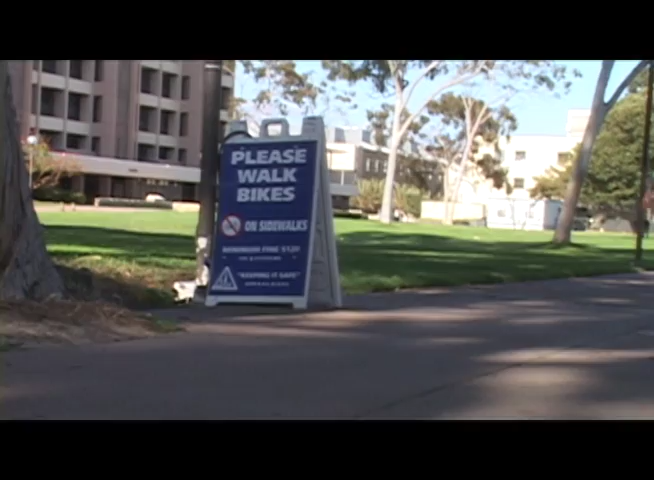 PLEASE
WALK
BIKES
ON SIDEWALKS
MINIMUM FINE $120
"KEEPING IT SAFE"